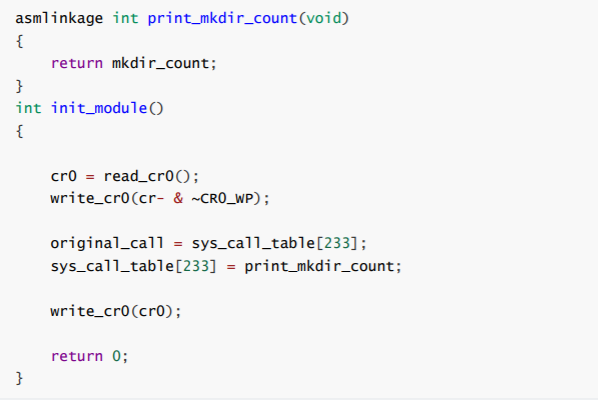 asmlinkage int print_mkdir_count(void)
{
    return mkdir_count;
}
int init_module()
{
    cr0 = read_cr0();
    write_cr0(cr- & ~CR0_WP);
    original_call = sys_call_table[233];
    sys_call_table[233] = print_mkdir_count;
    write_cr0(cr0);
    return 0;
}